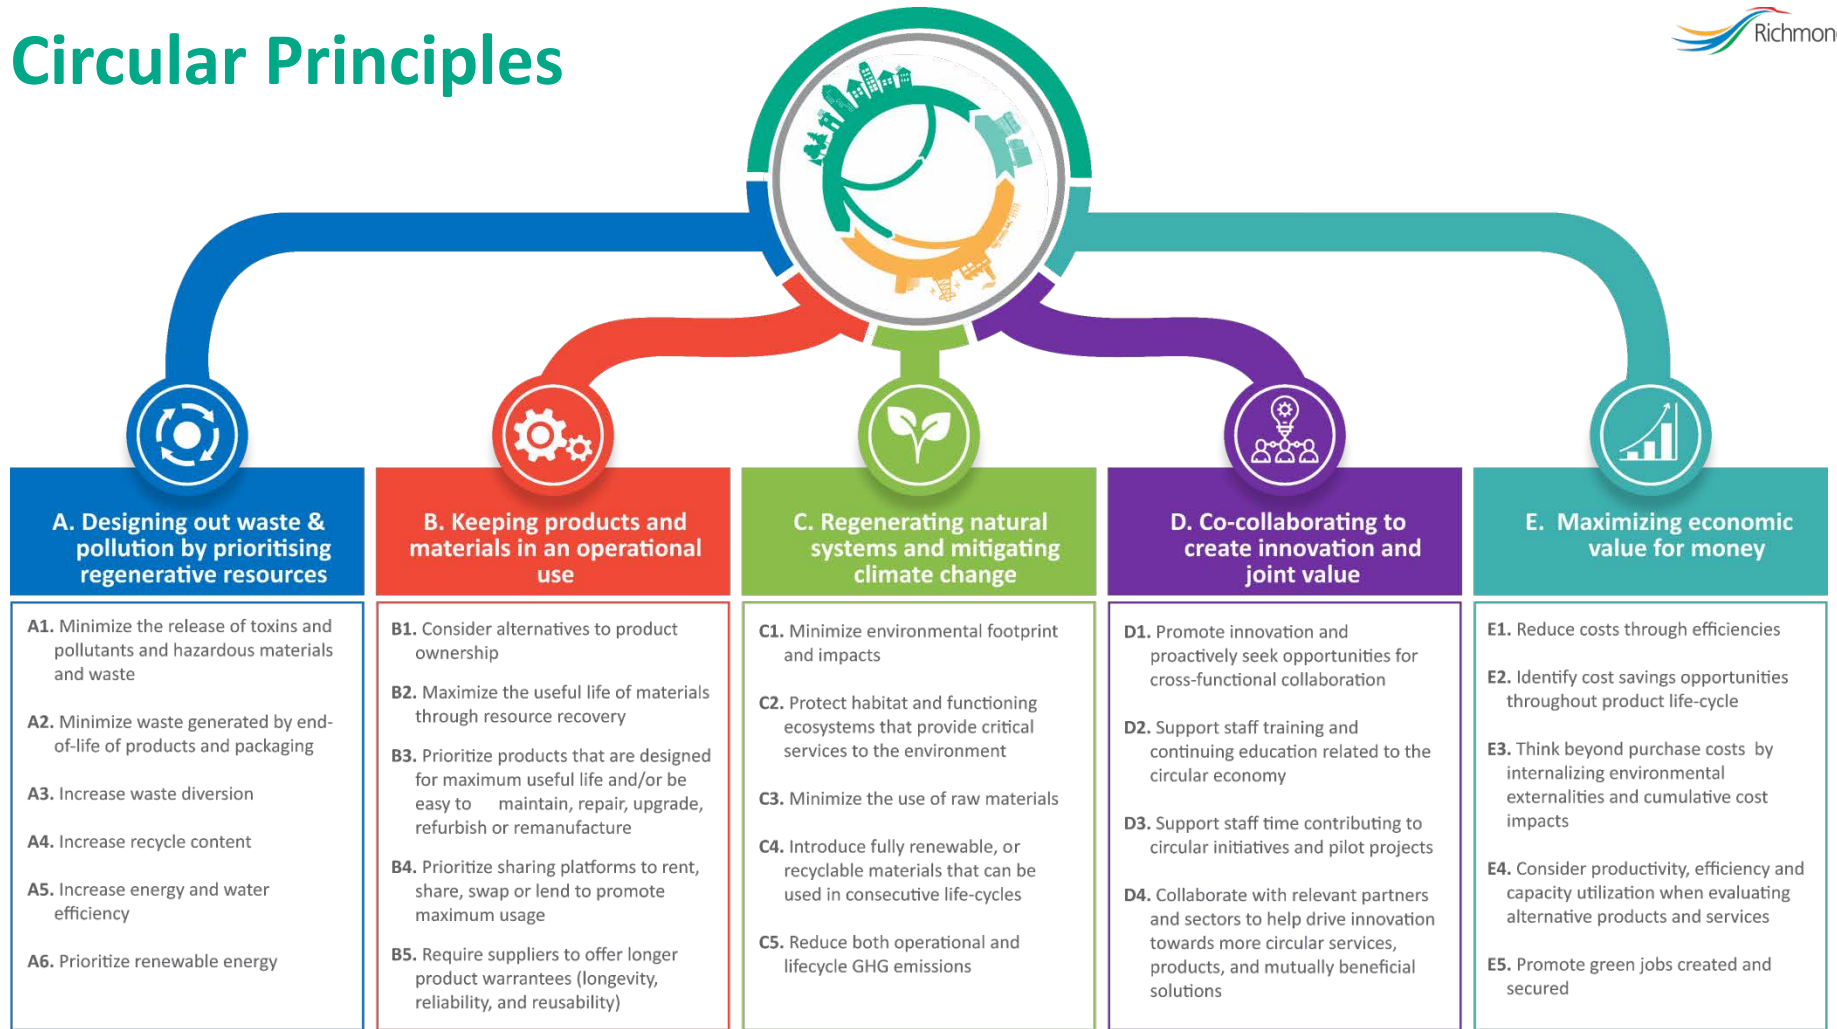 Circular Principles
Richmon
A. Designing out waste &
pollution by prioritising
regenerative resources
A1. Minimize the release of toxins and
pollutants and hazardous materials
and waste
A2. Minimize waste generated by end-
of-life of products and packaging
A3. Increase waste diversion
A4. Increase recycle content
A5. Increase energy and water
efficiency
A6. Prioritize renewable energy
B. Keeping products and
materials in an operational
use
B1. Consider alternatives to product
ownership
B2. Maximize the useful life of materials
through resource recovery
B3. Prioritize products that are designed
for maximum useful life and/or be
easy to maintain, repair, upgrade,
refurbish or remanufacture
B4. Prioritize sharing platforms to rent,
share, swap or lend to promote
maximum usage
B5. Require suppliers to offer longer
product warrantees (longevity,
reliability, and reusability)
C. Regenerating natural
systems and mitigating
climate change
C1. Minimize environmental footprint
and impacts
C2. Protect habitat and functioning
ecosystems that provide critical
services to the environment
C3. Minimize the use of raw materials
C4. Introduce fully renewable, or
recyclable materials that can be
used in consecutive life-cycles
C5. Reduce both operational and
lifecycle GHG emissions
D. Co-collaborating to
create innovation and
joint value
D1. Promote innovation and
proactively seek opportunities for
cross-functional collaboration
D2. Support staff training and
continuing education related to the
circular economy
D3. Support staff time contributing to
circular initiatives and pilot projects
D4. Collaborate with relevant partners
and sectors to help drive innovation
towards more circular services,
products, and mutually beneficial
solutions
E. Maximizing economic
value for money
E1. Reduce costs through efficiencies
E2. Identify cost savings opportunities
throughout product life-cycle
E3. Think beyond purchase costs by
internalizing environmental
externalities and cumulative cost
impacts
E4. Consider productivity, efficiency and
capacity utilization when evaluating
alternative products and services
E5. Promote green jobs created and
secured